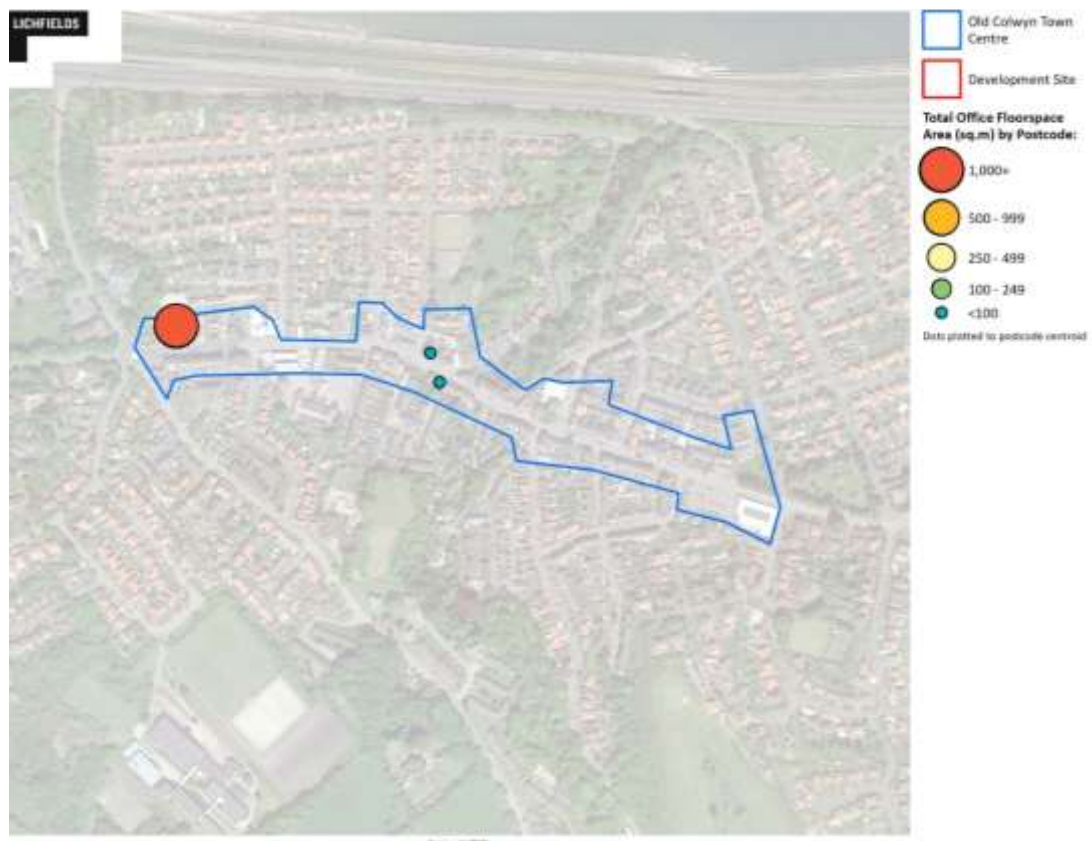 LICHFIELDS
Old Colwyn Town
Centre
Development Site
Total Office Floorspace
Area (sq.m) by Postcode:
1,000+
500 - 999
250 - 499
100 - 249
<100
Dots plotted to postcode centroid